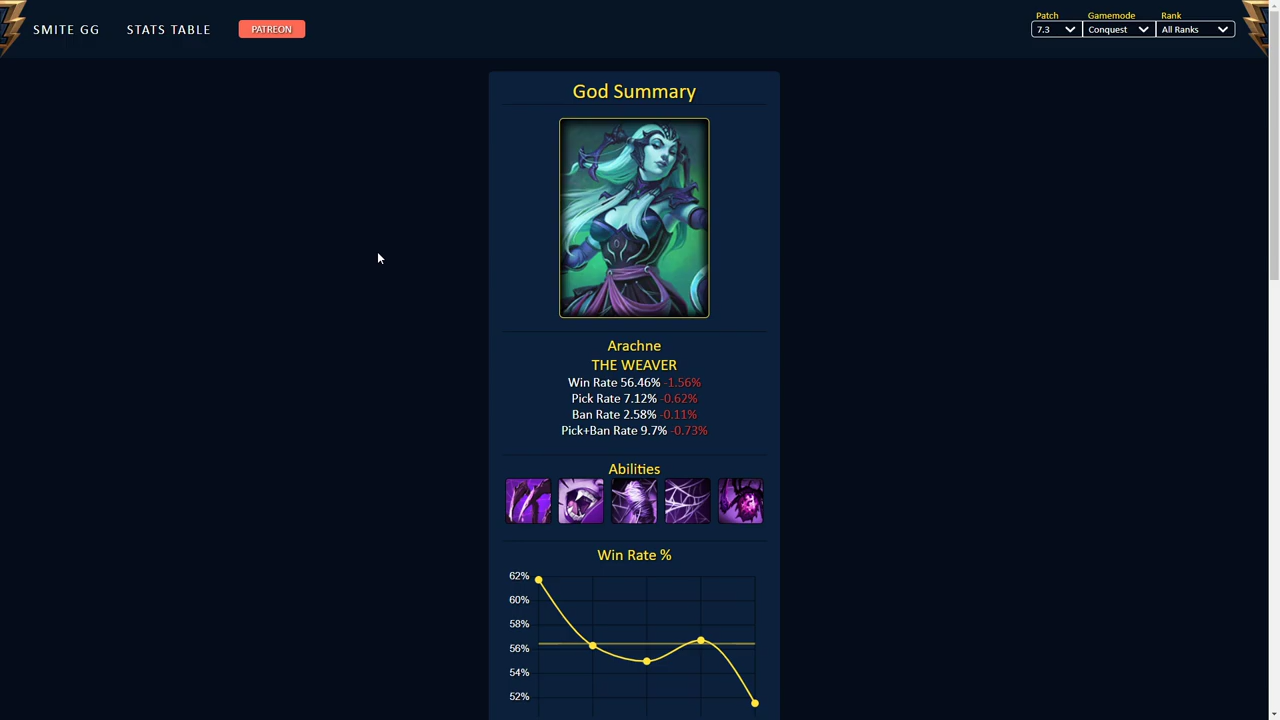 SMITE GG
STATS TABLE
PATREON
Patch
Gamemode
Rank
7.3
Conquest
All Ranks
God Summary
Arachne
THE WEAVER
Win Rate 56.46% -1.56%
Pick Rate 7.12% -0.62%
Ban Rate 2.58% -0.11%
Pick+Ban Rate 9.7% -0.73%
Abilities
Win Rate %
62%
60%
58%
56%
54%
52%